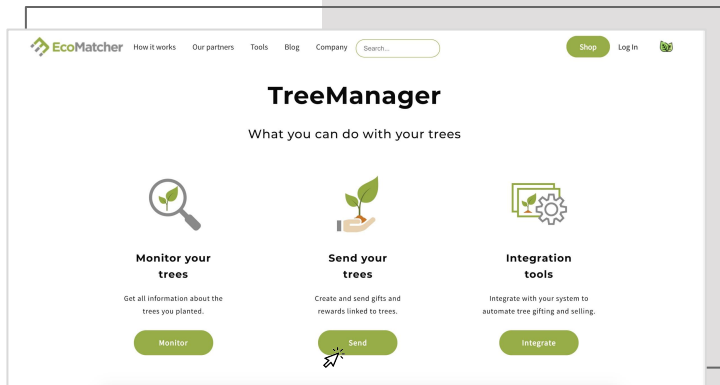 EcoMatcher How it works Our partners Tools Blog Company Search... Shop Log In
TreeManager
What you can do with your trees
Monitor your
trees
Get all information about the
trees you planted.
Monitor
Send your
trees
Create and send gifts and
rewards linked to trees.
Send
Integration
tools
Integrate with your system to
automate tree gifting and selling.
Integrate